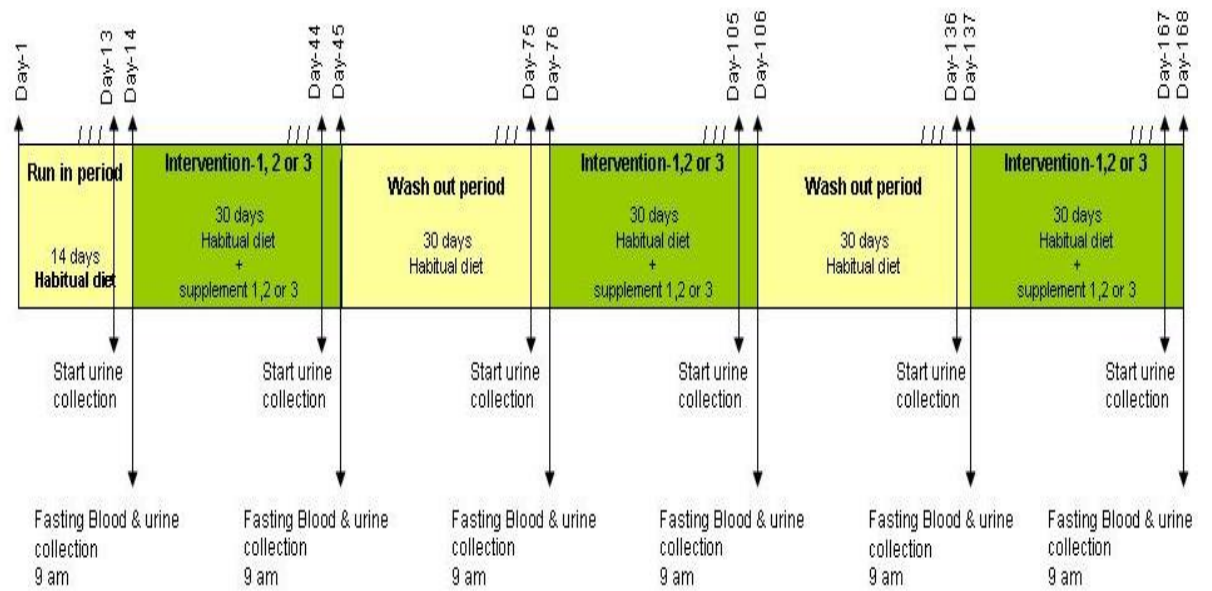 Day-1
Day-13
Day-14
Day-44
Day-45
Day-75
Day-76
Day-105
Day-106
Day-136
Day-137
Day-167
Day-168
Run in period
14 days
Habitual diet
Intervention-1, 2 or 3
30 days
Habitual diet
+
supplement 1,2 or 3
Wash out period
30 days
Habitual diet
Intervention-1,2 or 3
30 days
Habitual diet
+
supplement 1,2 or 3
Wash out period
30 days
Habitual diet
Intervention-1,2 or 3
30 days
Habitual diet
+
supplement 1,2 or 3
Start urine
collection
Start urine
collection
Start urine
collection
Start urine
collection
Start urine
collection
Start urine
collection
Fasting Blood & urine
collection
9 am
Fasting Blood & urine
collection
9 am
Fasting Blood & urine
collection
9 am
Fasting Blood & urine
collection
9 am
Fasting Blood & urine
collection
9 am
Fasting Blood & urine
collection
9 am